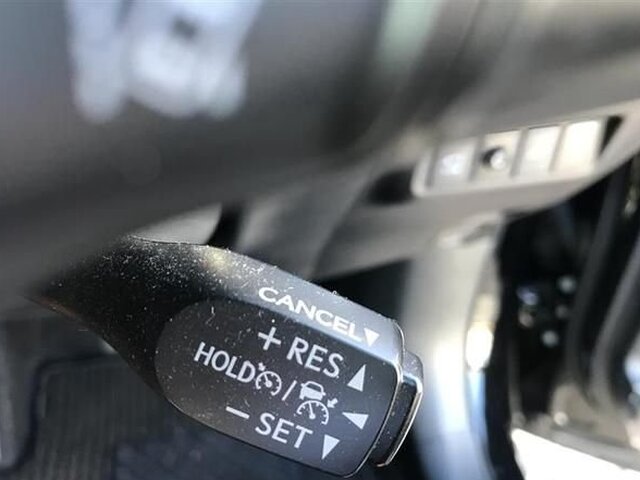 CANCEL▼
+ RES ▲
HOLD / ◀
− SET ▼